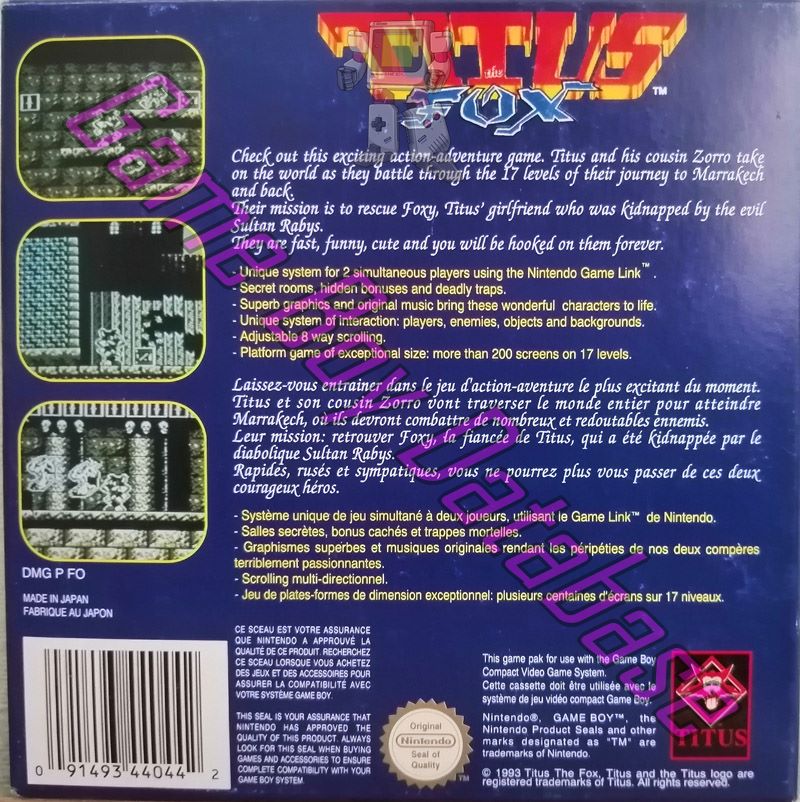 TITUS
the
FOX
TM
Check out this exciting action-adventure game. Titus and his cousin Zorro take
on the world as they battle through the 17 levels of their journey to Marrakech
and back.
Their mission is to rescue Foxy, Titus' girlfriend who was kidnapped by the evil
Sultan Rabys.
They are fast, funny, cute and you will be hooked on them forever.
- Unique system for 2 simultaneous players using the Nintendo Game Link™ .
- Secret rooms, hidden bonuses and deadly traps.
- Superb graphics and original music bring these wonderful characters to life.
- Unique system of interaction: players, enemies, objects and backgrounds.
- Adjustable 8 way scrolling.
- Platform game of exceptional size: more than 200 screens on 17 levels.
Laissez-vous entrainer dans le jeu d'action-aventure le plus excitant du moment.
Titus et son cousin Zorro vont traverser le monde entier pour atteindre
Marrakech, où ils devront combattre de nombreux et redoutables ennemis.
Leur mission: retrouver Foxy, la fiancée de Titus, qui a été kidnappée par le
diabolique Sultan Rabys.
Rapides, rusés et sympatiques, vous ne pourrez plus vous passer de ces deux
courageux héros.
- Système unique de jeu simultané à deux joueurs, utilisant le Game Link™ de Nintendo.
- Salles secrètes, bonus cachés et trappes mortelles.
- Graphismes superbes et musiques originales rendant les péripéties de nos deux compères
terriblement passionnantes.
- Scrolling multi-directionnel.
- Jeu de plates-formes de dimension exceptionnel: plusieurs centaines d'écrans sur 17 niveaux.
DMG P FO
MADE IN JAPAN
FABRIQUE AU JAPON
0 91493 44044 2
CE SCEAU EST VOTRE ASSURANCE
QUE NINTENDO A APPROUVÉ LA
QUALITÉ DE CE PRODUIT. RECHERCHEZ
CE SCEAU LORSQUE VOUS ACHETEZ
DES JEUX ET DES ACCESSOIRES POUR
ASSURER LA COMPATIBILITÉ AVEC
VOTRE SYSTÈME GAME BOY.
THIS SEAL IS YOUR ASSURANCE THAT
NINTENDO HAS APPROVED THE
QUALITY OF THIS PRODUCT. ALWAYS
LOOK FOR THIS SEAL WHEN BUYING
GAMES AND ACCESSORIES TO ENSURE
COMPLETE COMPATIBILITY WITH YOUR
GAME BOY SYSTEM.
Original
Nintendo
Seal of
Quality
TM
This game pak for use with the Game Boy
Compact Video Game System.
Cette cassette doit être utilisée avec le
système de jeu vidéo compact Game Boy.
Nintendo®, GAME BOY™, the
Nintendo Product Seals and other
marks designated as "TM" are
trademarks of Nintendo.
TITUS
© 1993 Titus The Fox, Titus and the Titus logo are
registered trademarks of Titus.
Game Boy Database